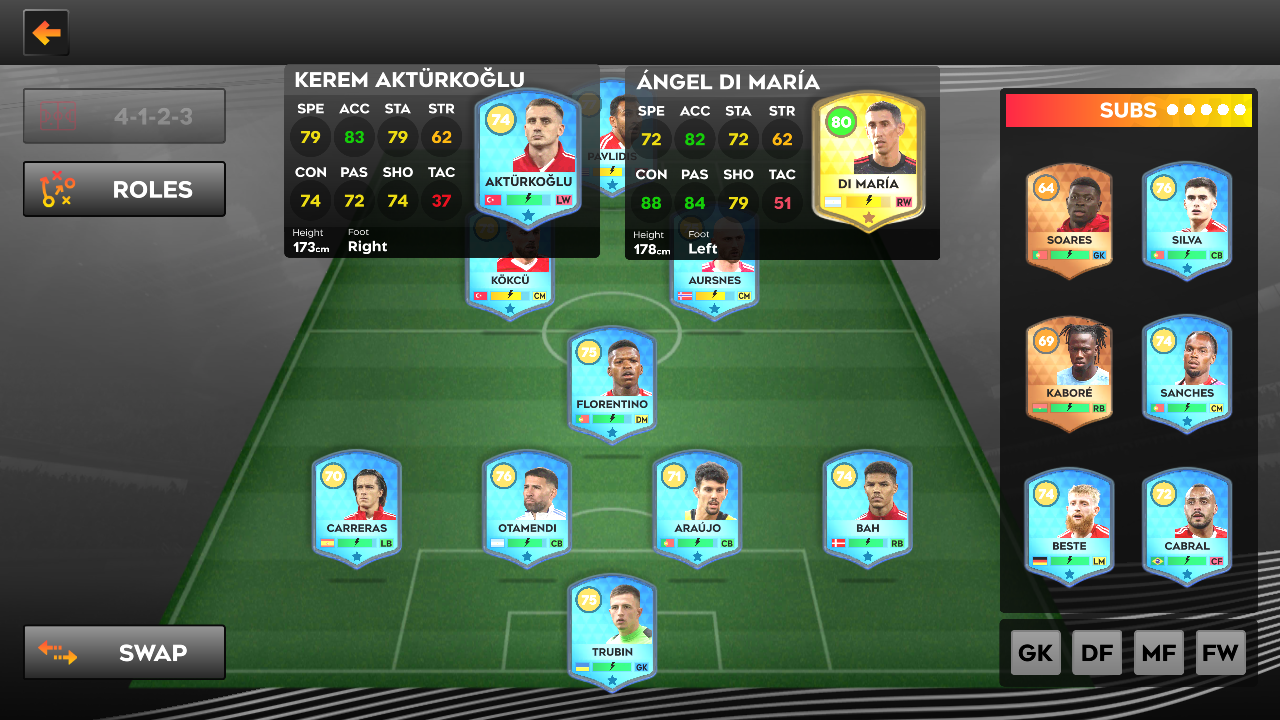 KEREM AKTÜRKOĞLU
SPE ACC STA STR
79 83 79 62
CON PAS SHO TAC
74 72 74 37
Height Foot
173cm Right
74
AKTÜRKOĞLU
LW
PAVLIDIS
ÁNGEL DI MARÍA
SPE ACC STA STR
72 82 72 62
CON PAS SHO TAC
88 84 79 51
Height Foot
178cm Left
80
DI MARÍA
RW
4-1-2-3
ROLES
SWAP
KÖKCÜ
CM
AURSNES
CM
75
FLORENTINO
DM
70
CARRERAS
LB
76
OTAMENDI
CB
71
ARAÚJO
CB
74
BAH
RB
75
TRUBIN
GK
SUBS
64
SOARES
GK
76
SILVA
CB
69
KABORÉ
RB
74
SANCHES
CM
74
BESTE
LM
72
CABRAL
CF
GK DF MF FW